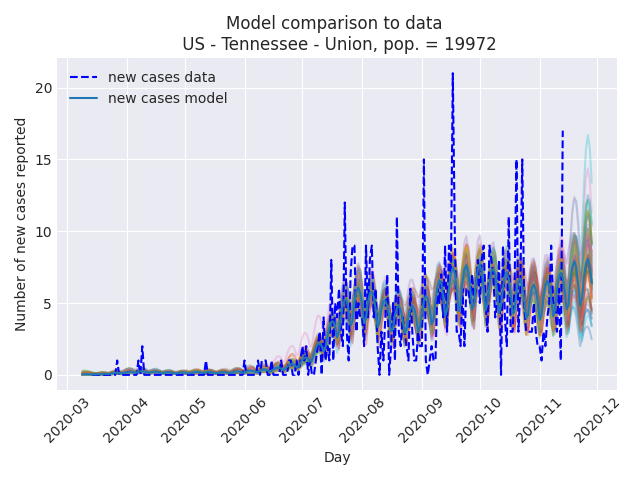 Model comparison to data
US - Tennessee - Union, pop. = 19972
new cases data
new cases model
Number of new cases reported
20
15
10
5
0
2020-03
2020-04
2020-05
2020-06
2020-07
2020-08
2020-09
2020-10
2020-11
2020-12
Day